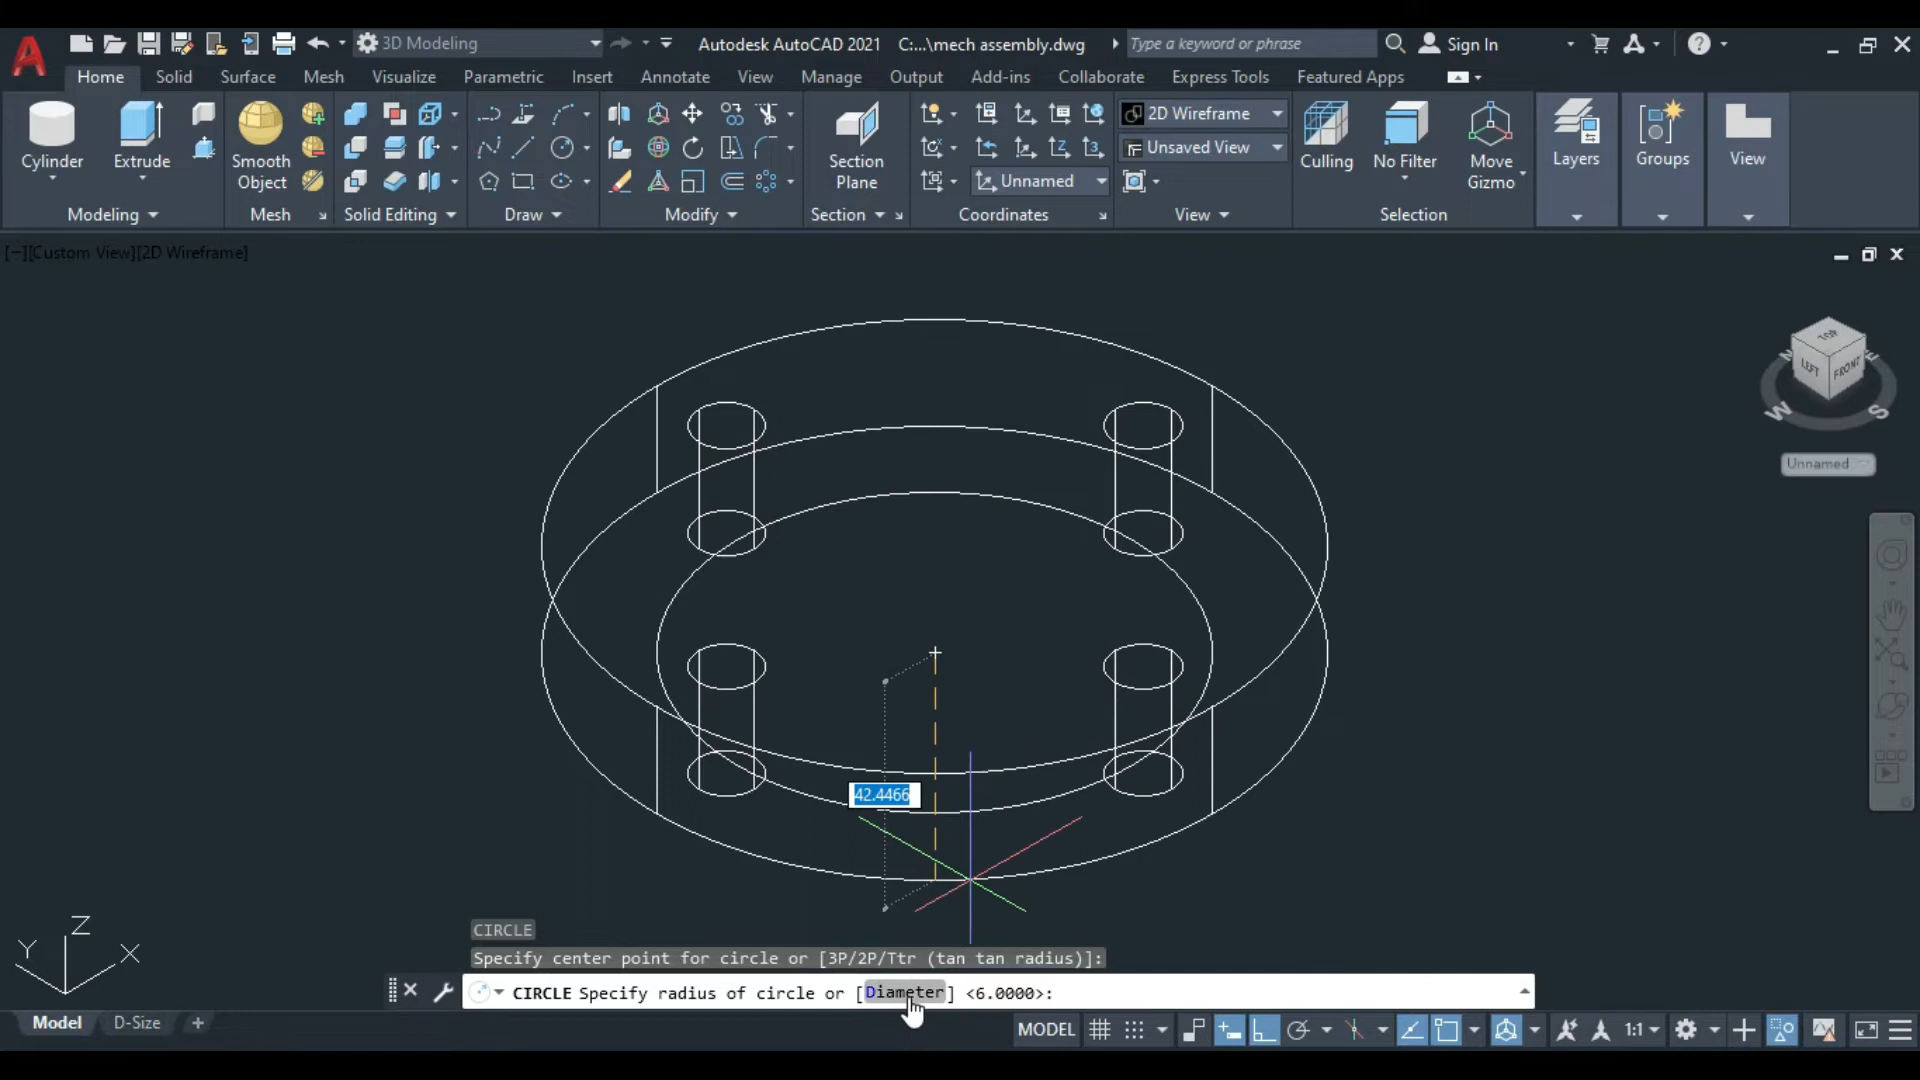 3D Modeling Autodesk AutoCAD 2021 C:...\mech assembly.dwg Type a keyword or phrase Sign In
Home Solid Surface Mesh Parametric Visualize Insert Annotate View Manage Output Add-ins Collaborate Express Tools Featured Apps
Cylinder
Extrude
Smooth
Object
Section
Plane
2D Wireframe
Unsaved View
Unnamed
Culling
No Filter
Move
Gizmo
Layers
Groups
View
Modeling Mesh Solid Editing Draw Modify Section Coordinates View Selection
[−][Custom View][2D Wireframe]
TOP
LEFT
FRONT
W
S
Unnamed
42.4466
Z
Y
X
CIRCLE
Specify center point for circle or [3P/2P/Ttr (tan tan radius)]:
CIRCLE Specify radius of circle or [Diameter] <6.0000>:
Model D-Size +
MODEL 1:1